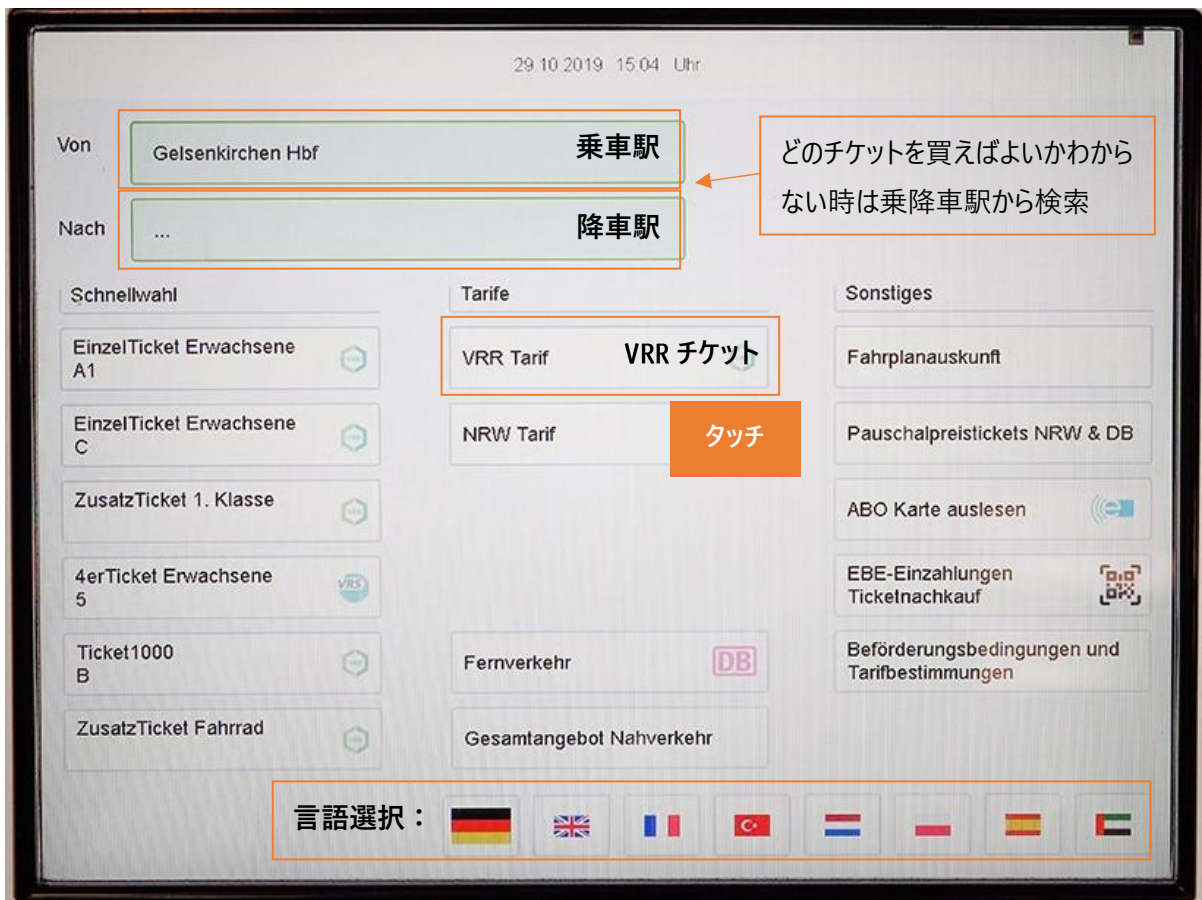 29.10.2019 15:04 Uhr
Von
Gelsenkirchen Hbf
乗車駅
どのチケットを買えばよいかわから
ない時は乗降車駅から検索
Nach
...
降車駅
Schnellwahl
Tarife
Sonstiges
EinzelTicket Erwachsene
A1
VRR Tarif
VRR チケット
Fahrplanauskunft
EinzelTicket Erwachsene
C
NRW Tarif
タッチ
Pauschalpreistickets NRW & DB
ZusatzTicket 1. Klasse
ABO Karte auslesen
4erTicket Erwachsene
5
VRS
EBE-Einzahlungen
Ticketnachkauf
Ticket1000
B
Fernverkehr
DB
Beförderungsbedingungen und
Tarifbestimmungen
ZusatzTicket Fahrrad
Gesamtangebot Nahverkehr
言語選択：